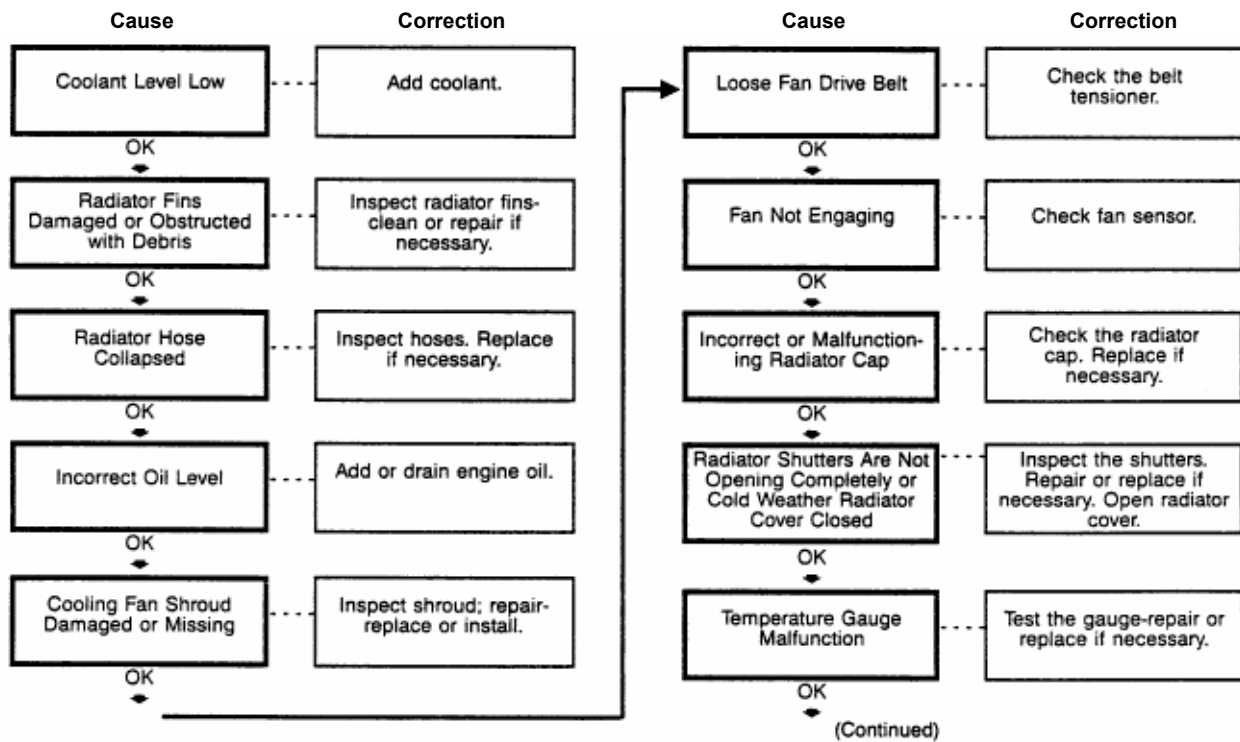 Cause
Correction
Coolant Level Low
Add coolant.
OK
Radiator Fins
Damaged or Obstructed
with Debris
Inspect radiator fins-
clean or repair if
necessary.
OK
Radiator Hose
Collapsed
Inspect hoses. Replace
if necessary.
OK
Incorrect Oil Level
Add or drain engine oil.
OK
Cooling Fan Shroud
Damaged or Missing
Inspect shroud; repair-
replace or install.
OK
Cause
Correction
Loose Fan Drive Belt
Check the belt
tensioner.
OK
Fan Not Engaging
Check fan sensor.
OK
Incorrect or Malfunction-
ing Radiator Cap
Check the radiator
cap. Replace if
necessary.
OK
Radiator Shutters Are Not
Opening Completely or
Cold Weather Radiator
Cover Closed
Inspect the shutters.
Repair or replace if
necessary. Open radiator
cover.
OK
Temperature Gauge
Malfunction
Test the gauge-repair or
replace if necessary.
OK
(Continued)